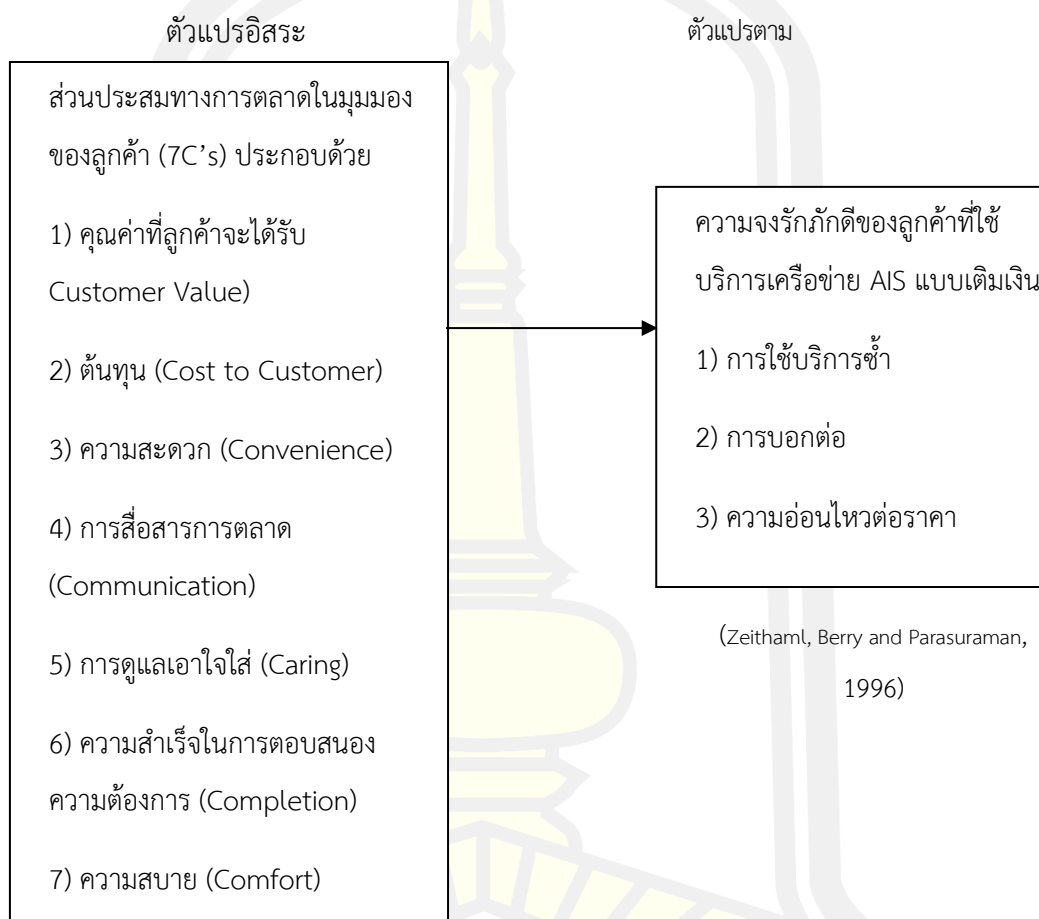 ตัวแปรอิสระ
ส่วนประสมทางการตลาดในมุมมอง
ของลูกค้า (7C’s) ประกอบด้วย
1) คุณค่าที่ลูกค้าจะได้รับ
Customer Value)
2) ต้นทุน (Cost to Customer)
3) ความสะดวก (Convenience)
4) การสื่อสารการตลาด
(Communication)
5) การดูแลเอาใจใส่ (Caring)
6) ความสำเร็จในการตอบสนอง
ความต้องการ (Completion)
7) ความสบาย (Comfort)
ตัวแปรตาม
ความจงรักภักดีของลูกค้าที่ใช้
บริการเครือข่าย AIS แบบเติมเงิน
1) การใช้บริการซ้ำ
2) การบอกต่อ
3) ความอ่อนไหวต่อราคา
(Zeithaml, Berry and Parasuraman,
1996)